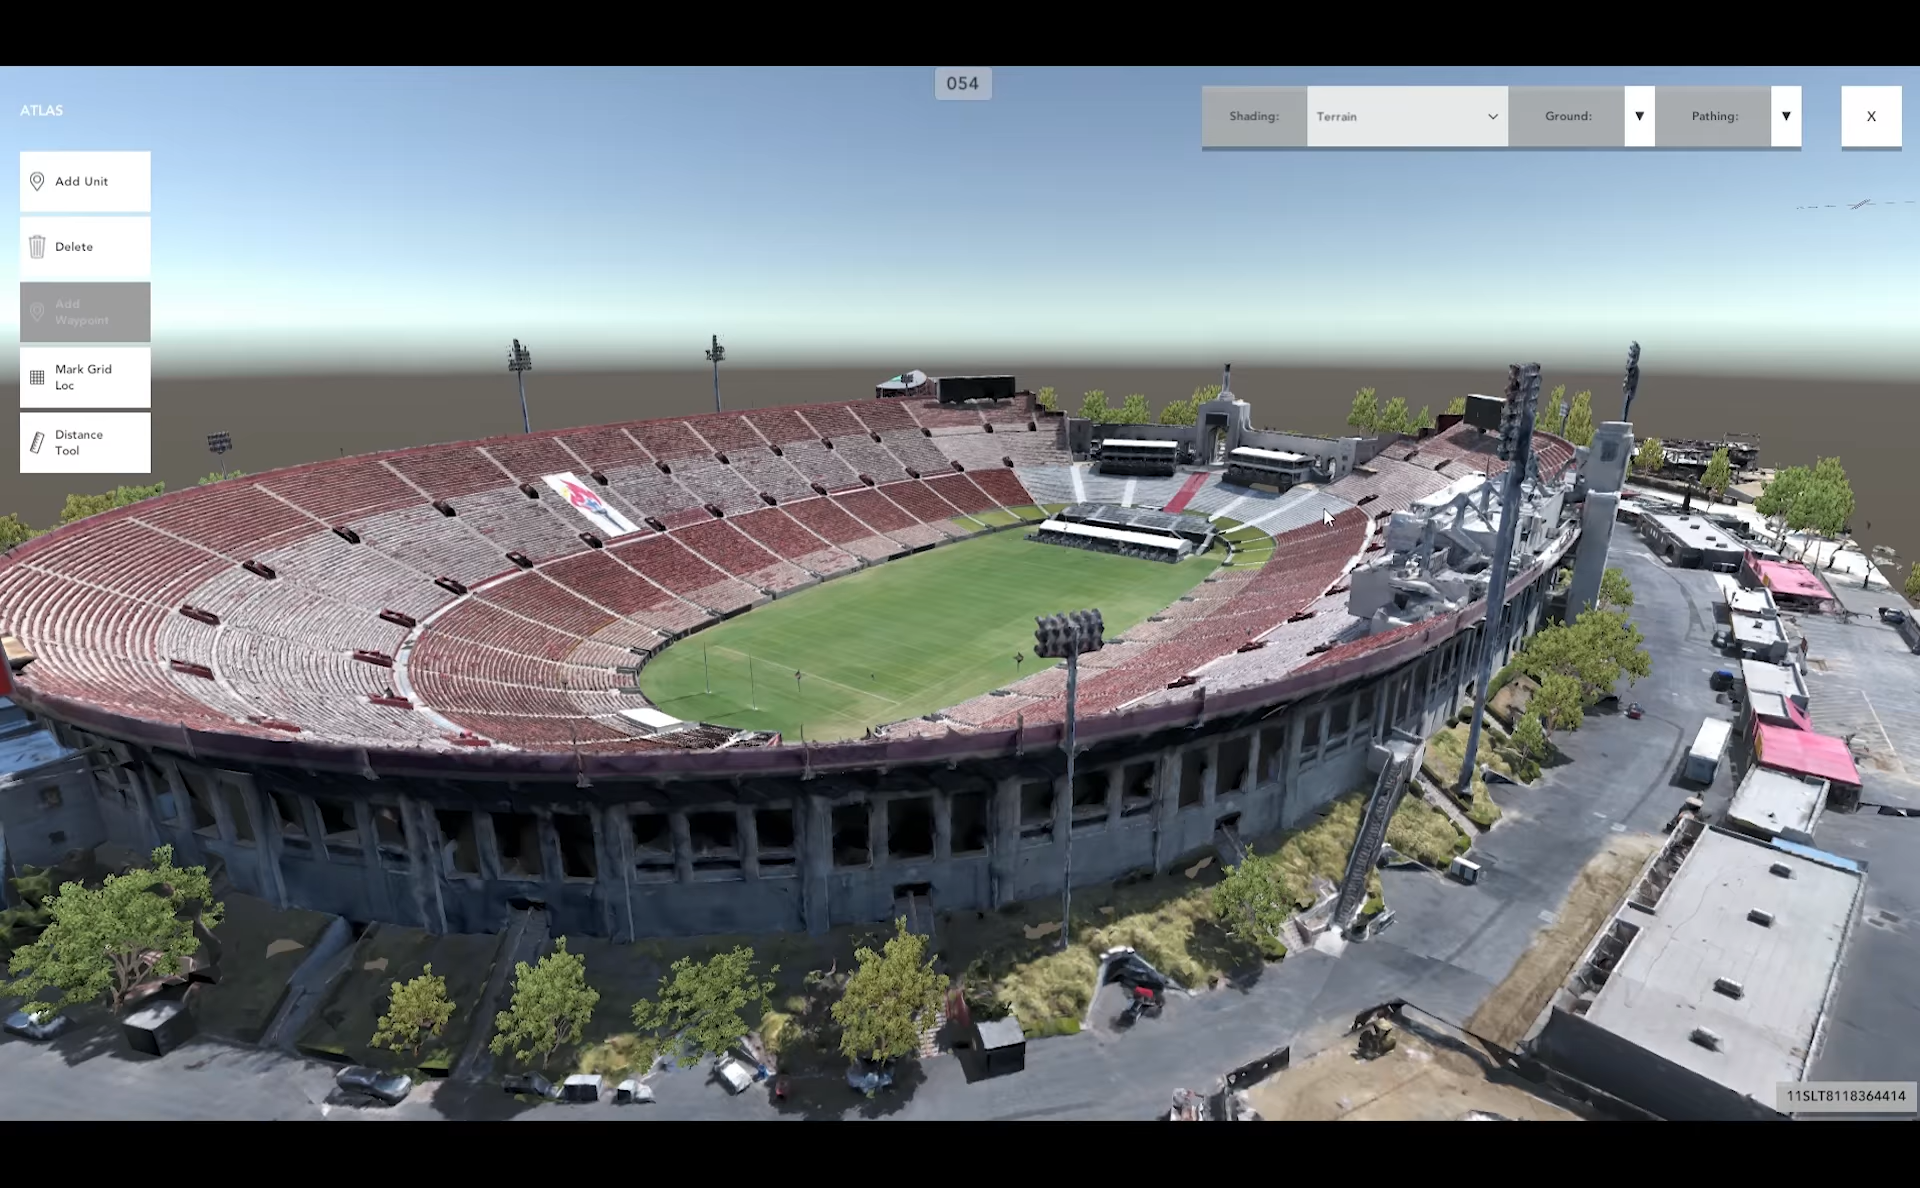 054
ATLAS
Shading:
Terrain
Ground:
▼
Pathing:
▼
X
Add Unit
Delete
Add
Waypoint
Mark Grid
Loc
Distance
Tool
11SLT8118364414